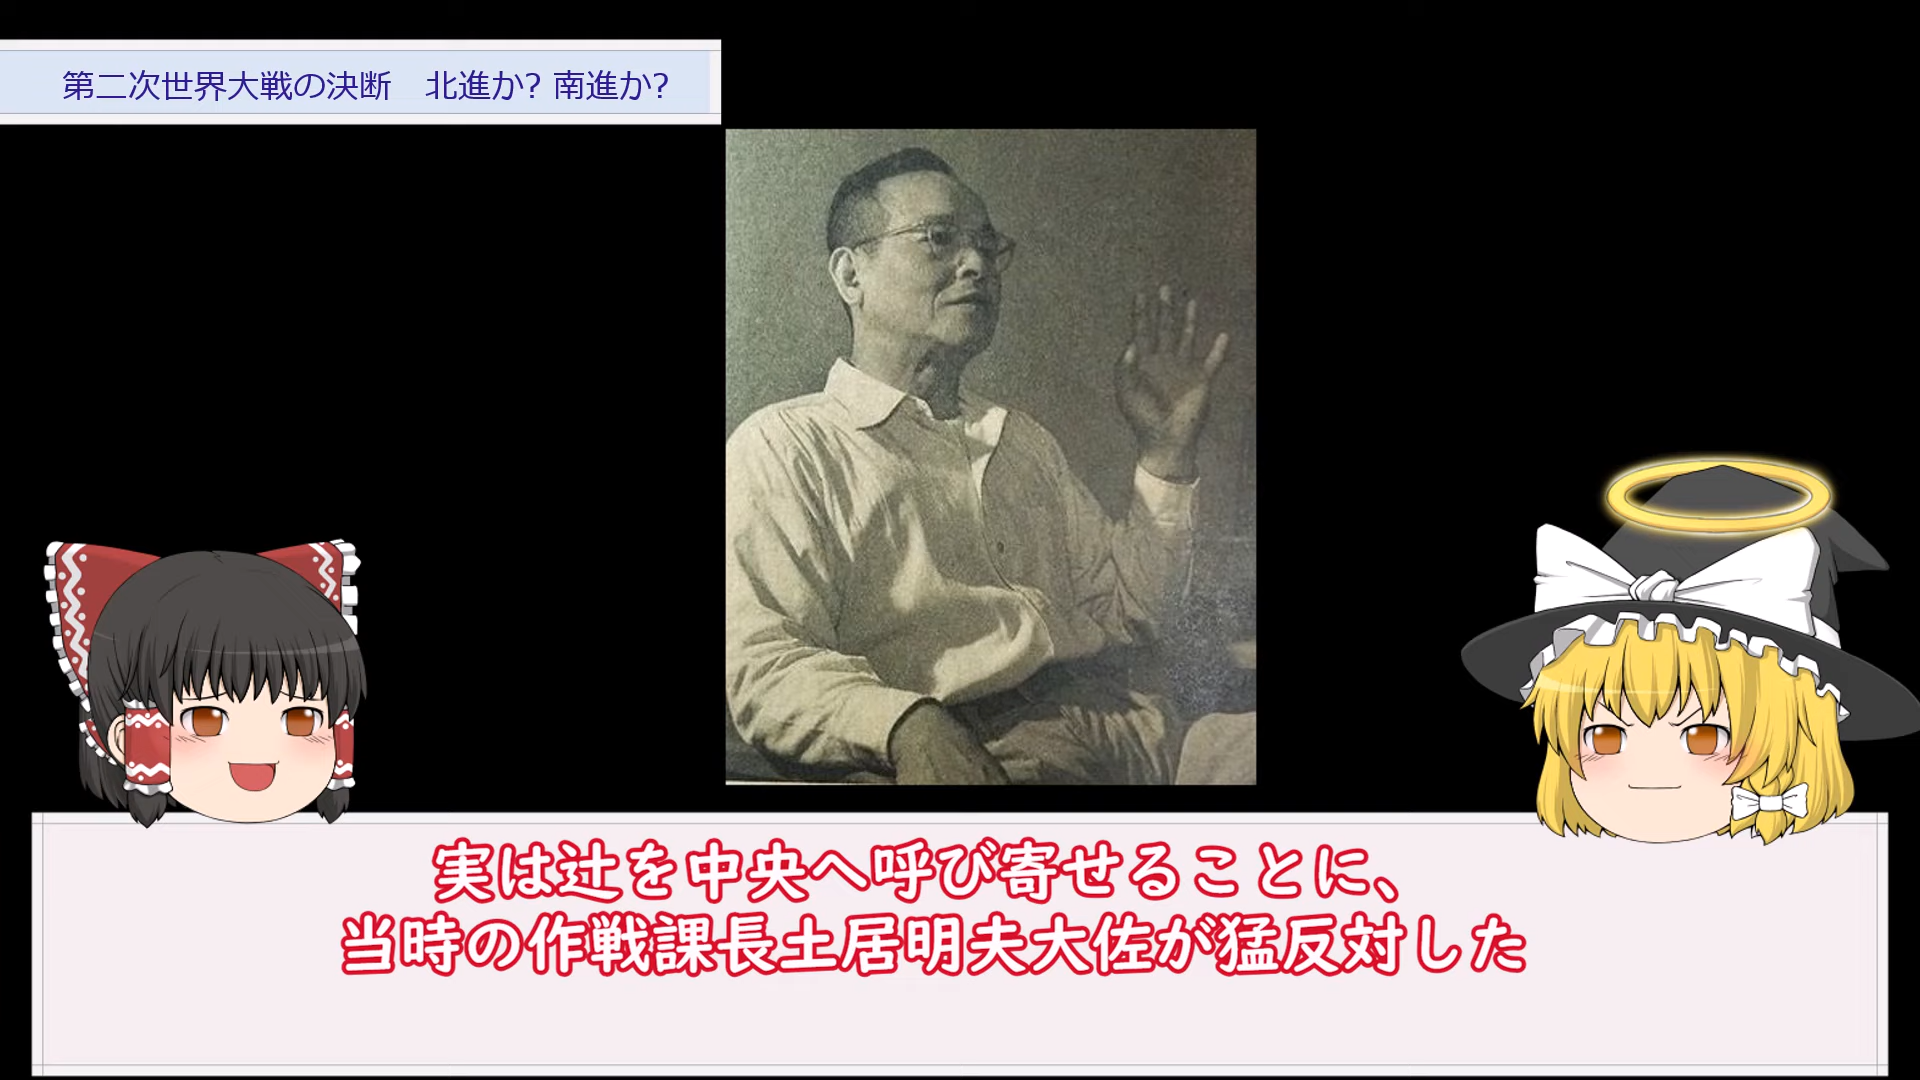 第二次世界大戦の決断　北進か? 南進か?
実は辻を中央へ呼び寄せることに、
当時の作戦課長土居明夫大佐が猛反対した